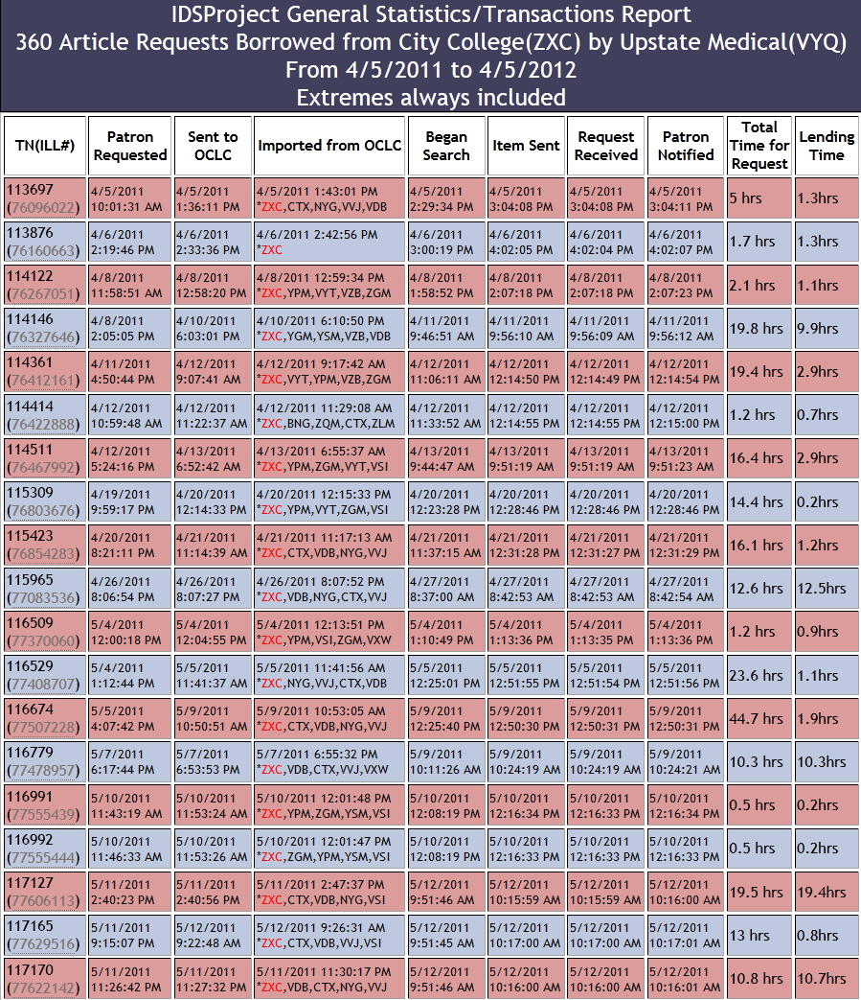 IDSProject General Statistics/Transactions Report
360 Article Requests Borrowed from City College(ZXC) by Upstate Medical(VYQ)
From 4/5/2011 to 4/5/2012
Extremes always included
TN(ILL#) Patron Requested Sent to OCLC Imported from OCLC Began Search Item Sent Request Received Patron Notified Total Time for Request Lending Time
113697 4/5/2011 4/5/2011 4/5/2011 1:43:01 PM 4/5/2011 4/5/2011 4/5/2011 4/5/2011 5 hrs 1.3hrs
(76096022) 10:01:31 AM 1:36:11 PM *ZXC,CTX,NYG,VVJ,VDB 2:29:34 PM 3:04:08 PM 3:04:08 PM 3:04:11 PM
113876 4/6/2011 4/6/2011 4/6/2011 2:42:56 PM 4/6/2011 4/6/2011 4/6/2011 4/6/2011 1.7 hrs 1.3hrs
(76160663) 2:19:46 PM 2:33:36 PM *ZXC 3:00:19 PM 4:02:05 PM 4:02:04 PM 4:02:07 PM
114122 4/8/2011 4/8/2011 4/8/2011 12:59:34 PM 4/8/2011 4/8/2011 4/8/2011 4/8/2011 2.1 hrs 1.1hrs
(76267051) 11:58:51 AM 12:58:20 PM *ZXC,YPM,VYT,VZB,ZGM 1:58:52 PM 2:07:18 PM 2:07:18 PM 2:07:23 PM
114146 4/8/2011 4/10/2011 4/10/2011 6:10:50 PM 4/11/2011 4/11/2011 4/11/2011 4/11/2011 19.8 hrs 9.9hrs
(76327646) 2:05:05 PM 6:03:01 PM *ZXC,YGM,YSM,VZB,VDB 9:46:51 AM 9:56:10 AM 9:56:09 AM 9:56:12 AM
114361 4/11/2011 4/12/2011 4/12/2011 9:17:42 AM 4/12/2011 4/12/2011 4/12/2011 4/12/2011 19.4 hrs 2.9hrs
(76412161) 4:50:44 PM 9:07:41 AM *ZXC,VYT,YPM,VZB,ZGM 11:06:11 AM 12:14:50 PM 12:14:49 PM 12:14:54 PM
114414 4/12/2011 4/12/2011 4/12/2011 11:29:08 AM 4/12/2011 4/12/2011 4/12/2011 4/12/2011 1.2 hrs 0.7hrs
(76422888) 10:59:48 AM 11:22:37 AM *ZXC,BNG,ZQM,CTX,ZLM 11:33:52 AM 12:14:55 PM 12:14:55 PM 12:15:00 PM
114511 4/12/2011 4/13/2011 4/13/2011 6:55:37 AM 4/13/2011 4/13/2011 4/13/2011 4/13/2011 16.4 hrs 2.9hrs
(76467992) 5:24:16 PM 6:52:42 AM *ZXC,YPM,ZGM,VYT,VSI 9:44:47 AM 9:51:19 AM 9:51:19 AM 9:51:23 AM
115309 4/19/2011 4/20/2011 4/20/2011 12:15:33 PM 4/20/2011 4/20/2011 4/20/2011 4/20/2011 14.4 hrs 0.2hrs
(76803676) 9:59:17 PM 12:14:33 PM *ZXC,YPM,VYT,ZGM,VSI 12:23:28 PM 12:28:46 PM 12:28:46 PM 12:28:46 PM
115423 4/20/2011 4/21/2011 4/21/2011 11:17:13 AM 4/21/2011 4/21/2011 4/21/2011 4/21/2011 16.1 hrs 1.2hrs
(76854283) 8:21:11 PM 11:14:39 AM *ZXC,CTX,VDB,NYG,VVJ 11:37:15 AM 12:31:28 PM 12:31:27 PM 12:31:29 PM
115965 4/26/2011 4/26/2011 4/26/2011 8:07:52 PM 4/27/2011 4/27/2011 4/27/2011 4/27/2011 12.6 hrs 12.5hrs
(77083536) 8:06:54 PM 8:07:27 PM *ZXC,VDB,NYG,CTX,VVJ 8:37:00 AM 8:42:53 AM 8:42:53 AM 8:42:54 AM
116509 5/4/2011 5/4/2011 5/4/2011 12:13:51 PM 5/4/2011 5/4/2011 5/4/2011 5/4/2011 1.2 hrs 0.9hrs
(77370060) 12:00:18 PM 12:04:55 PM *ZXC,YPM,VSI,ZGM,VXW 1:10:49 PM 1:13:36 PM 1:13:35 PM 1:13:36 PM
116529 5/4/2011 5/5/2011 5/5/2011 11:41:56 AM 5/5/2011 5/5/2011 5/5/2011 5/5/2011 23.6 hrs 1.1hrs
(77408707) 1:12:44 PM 11:41:37 AM *ZXC,NYG,VVJ,CTX,VDB 12:25:01 PM 12:51:55 PM 12:51:54 PM 12:51:56 PM
116674 5/5/2011 5/9/2011 5/9/2011 10:53:05 AM 5/9/2011 5/9/2011 5/9/2011 5/9/2011 44.7 hrs 1.9hrs
(77507228) 4:07:42 PM 10:50:51 AM *ZXC,CTX,VDB,NYG,VVJ 12:25:40 PM 12:50:30 PM 12:50:31 PM 12:50:31 PM
116779 5/7/2011 5/7/2011 5/7/2011 6:55:32 PM 5/9/2011 5/9/2011 5/9/2011 5/9/2011 10.3 hrs 10.3hrs
(77478957) 6:17:44 PM 6:53:53 PM *ZXC,VDB,CTX,VVJ,VXW 10:11:26 AM 10:24:19 AM 10:24:19 AM 10:24:21 AM
116991 5/10/2011 5/10/2011 5/10/2011 12:01:48 PM 5/10/2011 5/10/2011 5/10/2011 5/10/2011 0.5 hrs 0.2hrs
(77555439) 11:43:19 AM 11:53:24 AM *ZXC,YPM,ZGM,YSM,VSI 12:08:19 PM 12:16:34 PM 12:16:33 PM 12:16:34 PM
116992 5/10/2011 5/10/2011 5/10/2011 12:01:47 PM 5/10/2011 5/10/2011 5/10/2011 5/10/2011 0.5 hrs 0.2hrs
(77555444) 11:46:33 AM 11:53:26 AM *ZXC,ZGM,YPM,YSM,VSI 12:08:19 PM 12:16:33 PM 12:16:33 PM 12:16:33 PM
117127 5/11/2011 5/11/2011 5/11/2011 2:47:37 PM 5/12/2011 5/12/2011 5/12/2011 5/12/2011 19.5 hrs 19.4hrs
(77606113) 2:40:23 PM 2:40:56 PM *ZXC,CTX,VDB,NYG,VSI 9:51:46 AM 10:15:59 AM 10:15:59 AM 10:16:00 AM
117165 5/11/2011 5/12/2011 5/12/2011 9:26:31 AM 5/12/2011 5/12/2011 5/12/2011 5/12/2011 13 hrs 0.8hrs
(77629516) 9:15:07 PM 9:22:48 AM *ZXC,CTX,VDB,VVJ,VSI 9:51:45 AM 10:17:00 AM 10:17:00 AM 10:17:01 AM
117170 5/11/2011 5/11/2011 5/11/2011 11:30:17 PM 5/12/2011 5/12/2011 5/12/2011 5/12/2011 10.8 hrs 10.7hrs
(77622142) 11:26:42 PM 11:27:32 PM *ZXC,VDB,CTX,NYG,VVJ 9:51:46 AM 10:16:00 AM 10:16:00 AM 10:16:01 AM